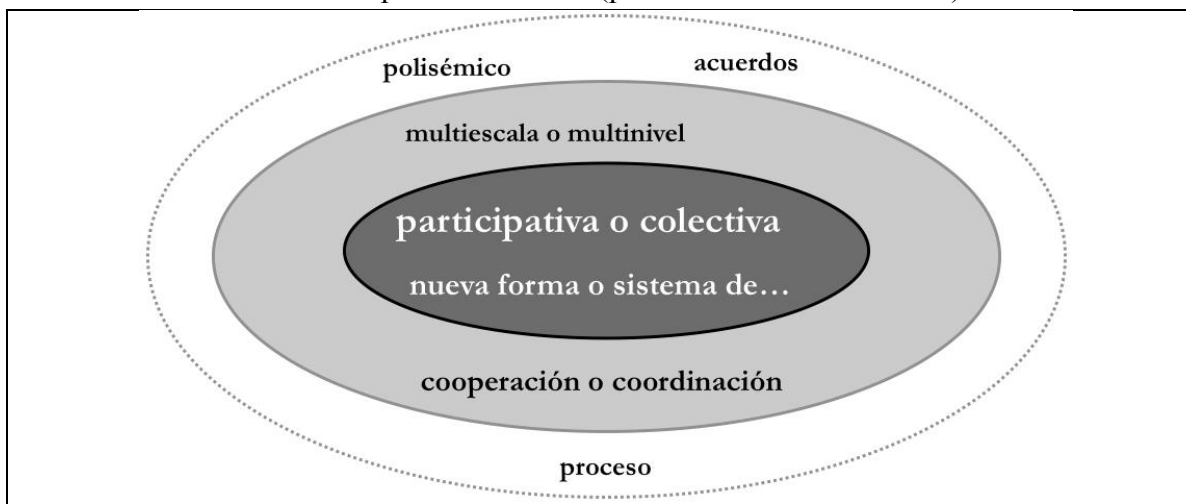 polisémico
acuerdos
multiescala o multinivel
participativa o colectiva
nueva forma o sistema de…
cooperación o coordinación
proceso